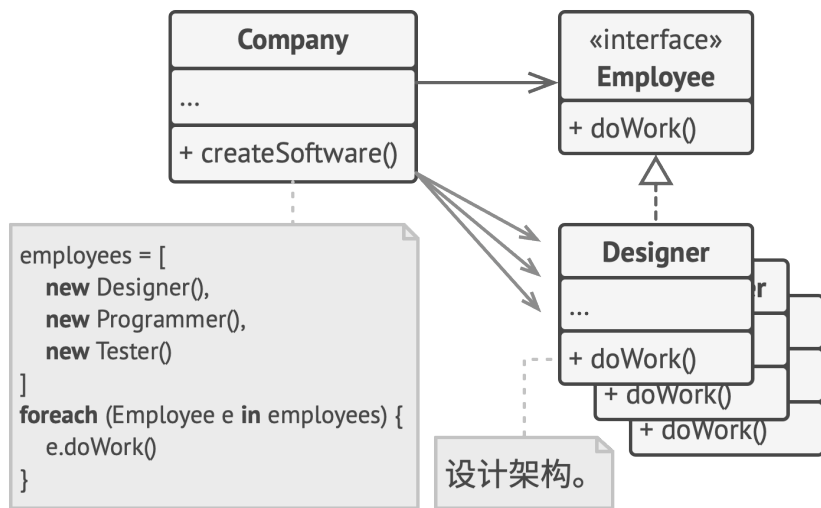 Company
...
+ createSoftware()
«interface»
Employee
+ doWork()
employees = [
new Designer(),
new Programmer(),
new Tester()
]
foreach (Employee e in employees) {
e.doWork()
}
Designer
...
+ doWork()
er
+ doWork()
+ doWork()
设计架构。